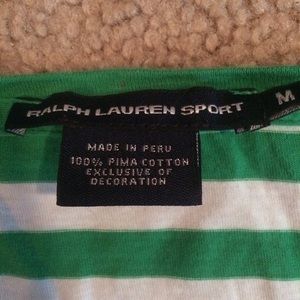 RALPH LAUREN SPORT
M
MADE IN PERU
100% PIMA COTTON
EXCLUSIVE OF
DECORATION